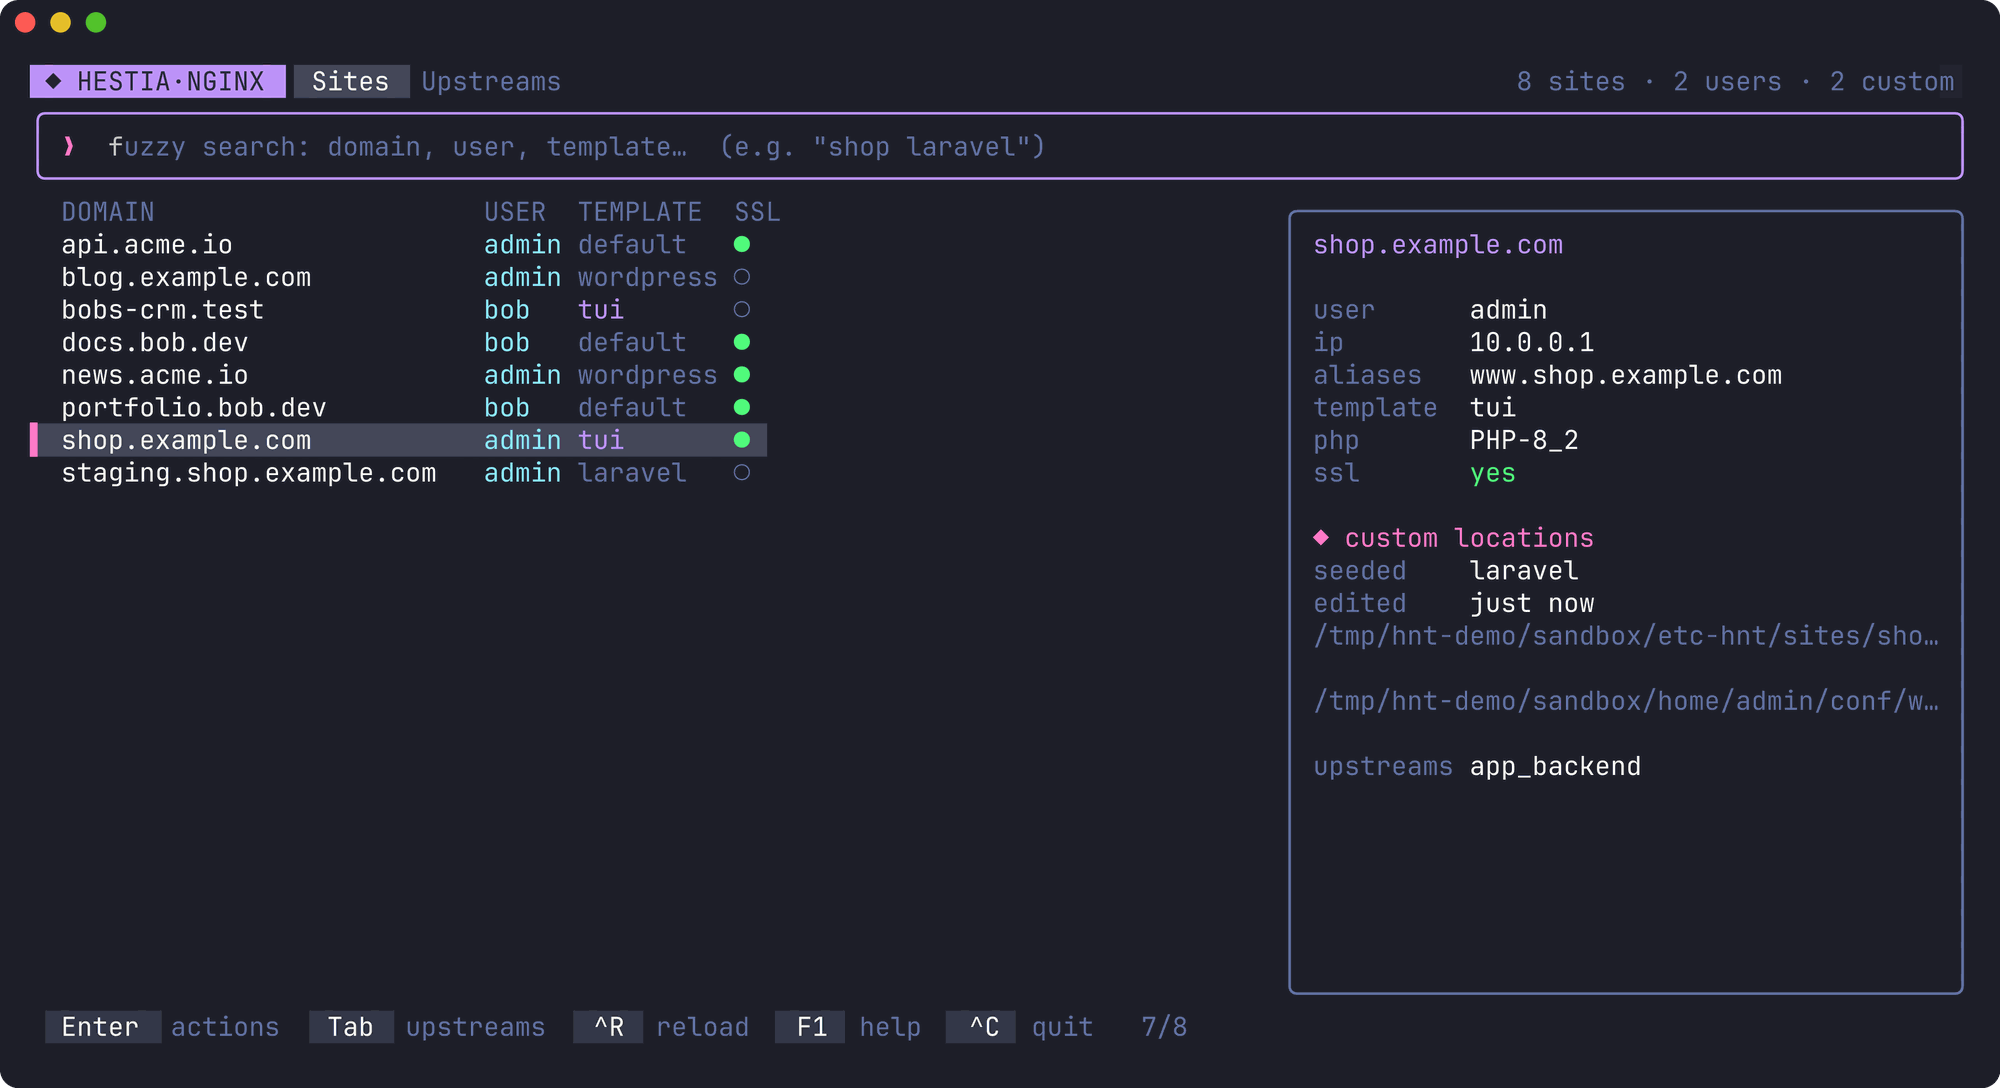 ◆ HESTIA·NGINX Sites Upstreams 8 sites · 2 users · 2 custom
❫ fuzzy search: domain, user, template… (e.g. "shop laravel")
DOMAIN USER TEMPLATE SSL
api.acme.io admin default ●
blog.example.com admin wordpress ○
bobs-crm.test bob tui ○
docs.bob.dev bob default ●
news.acme.io admin wordpress ●
portfolio.bob.dev bob default ●
shop.example.com admin tui ●
staging.shop.example.com admin laravel ○
shop.example.com
user admin
ip 10.0.0.1
aliases www.shop.example.com
template tui
php PHP-8_2
ssl yes
◆ custom locations
seeded laravel
edited just now
/tmp/hnt-demo/sandbox/etc-hnt/sites/sho…
/tmp/hnt-demo/sandbox/home/admin/conf/w…
upstreams app_backend
Enter actions Tab upstreams ^R reload F1 help ^C quit 7/8